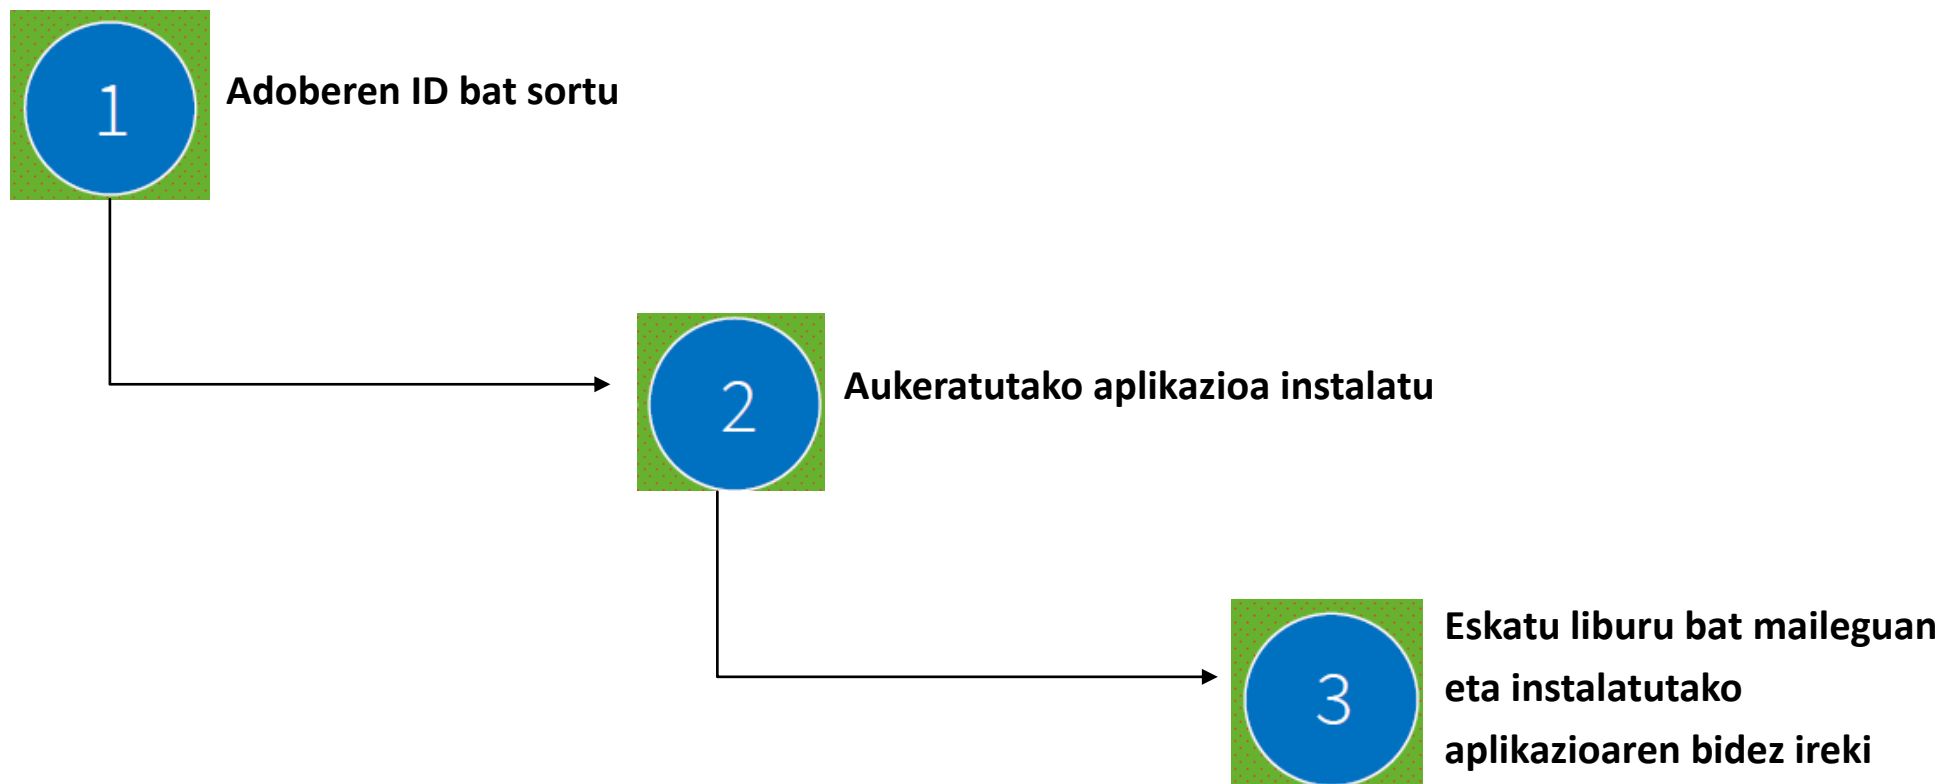 1
Adoberen ID bat sortu
2
Aukeratutako aplikazioa instalatu
3
Eskatu liburu bat maileguan
eta instalatutako
aplikazioaren bidez ireki